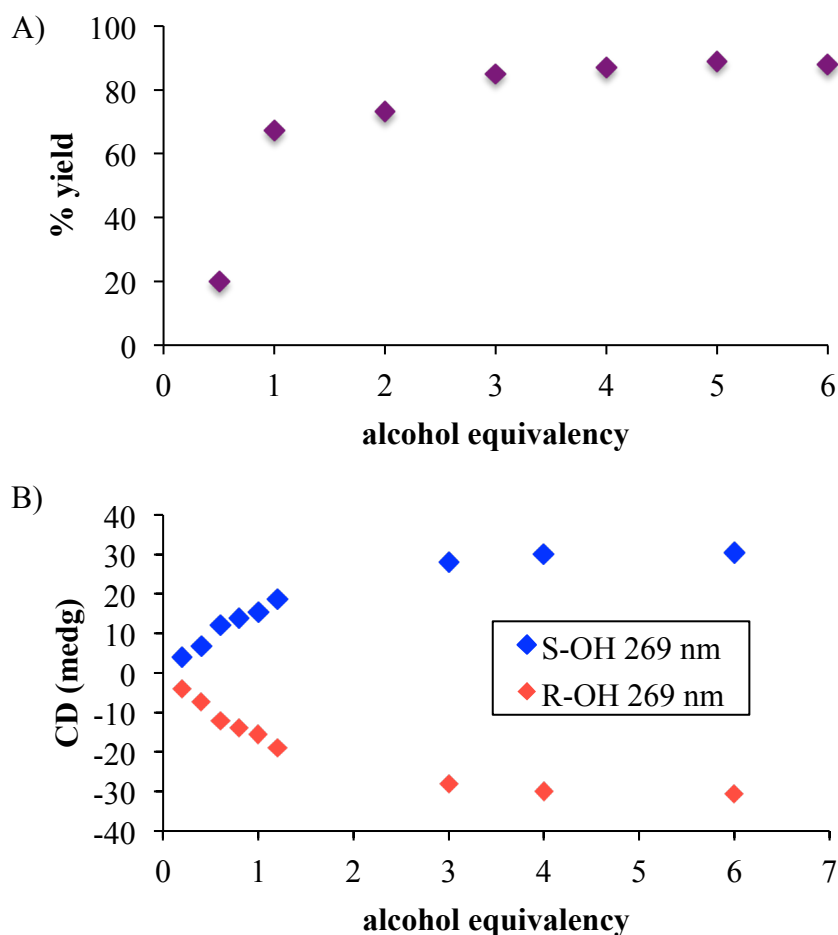 A)
100
80
60
40
20
0
% yield
0 1 2 3 4 5 6
alcohol equivalency
B)
40
30
20
10
0
-10
-20
-30
-40
CD (medg)
S-OH 269 nm
R-OH 269 nm
0 1 2 3 4 5 6 7
alcohol equivalency